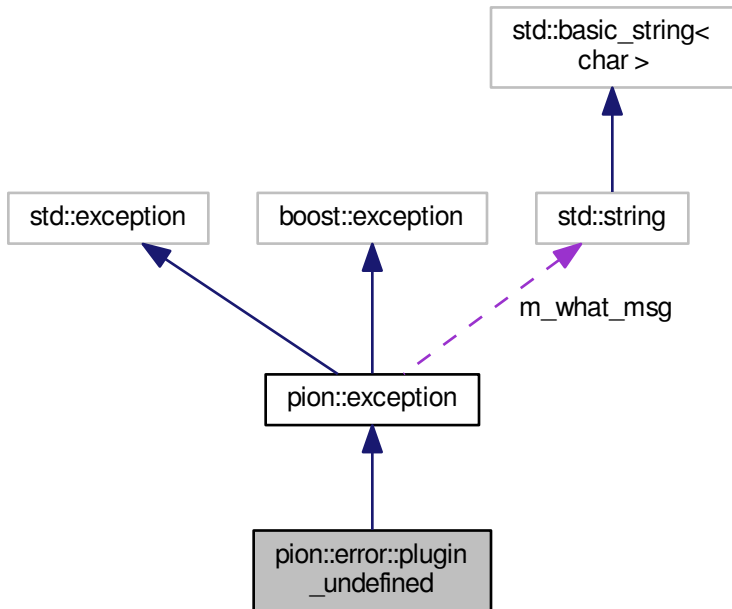 std::basic_string<
char >
std::exception
boost::exception
std::string
m_what_msg
pion::exception
pion::error::plugin
_undefined